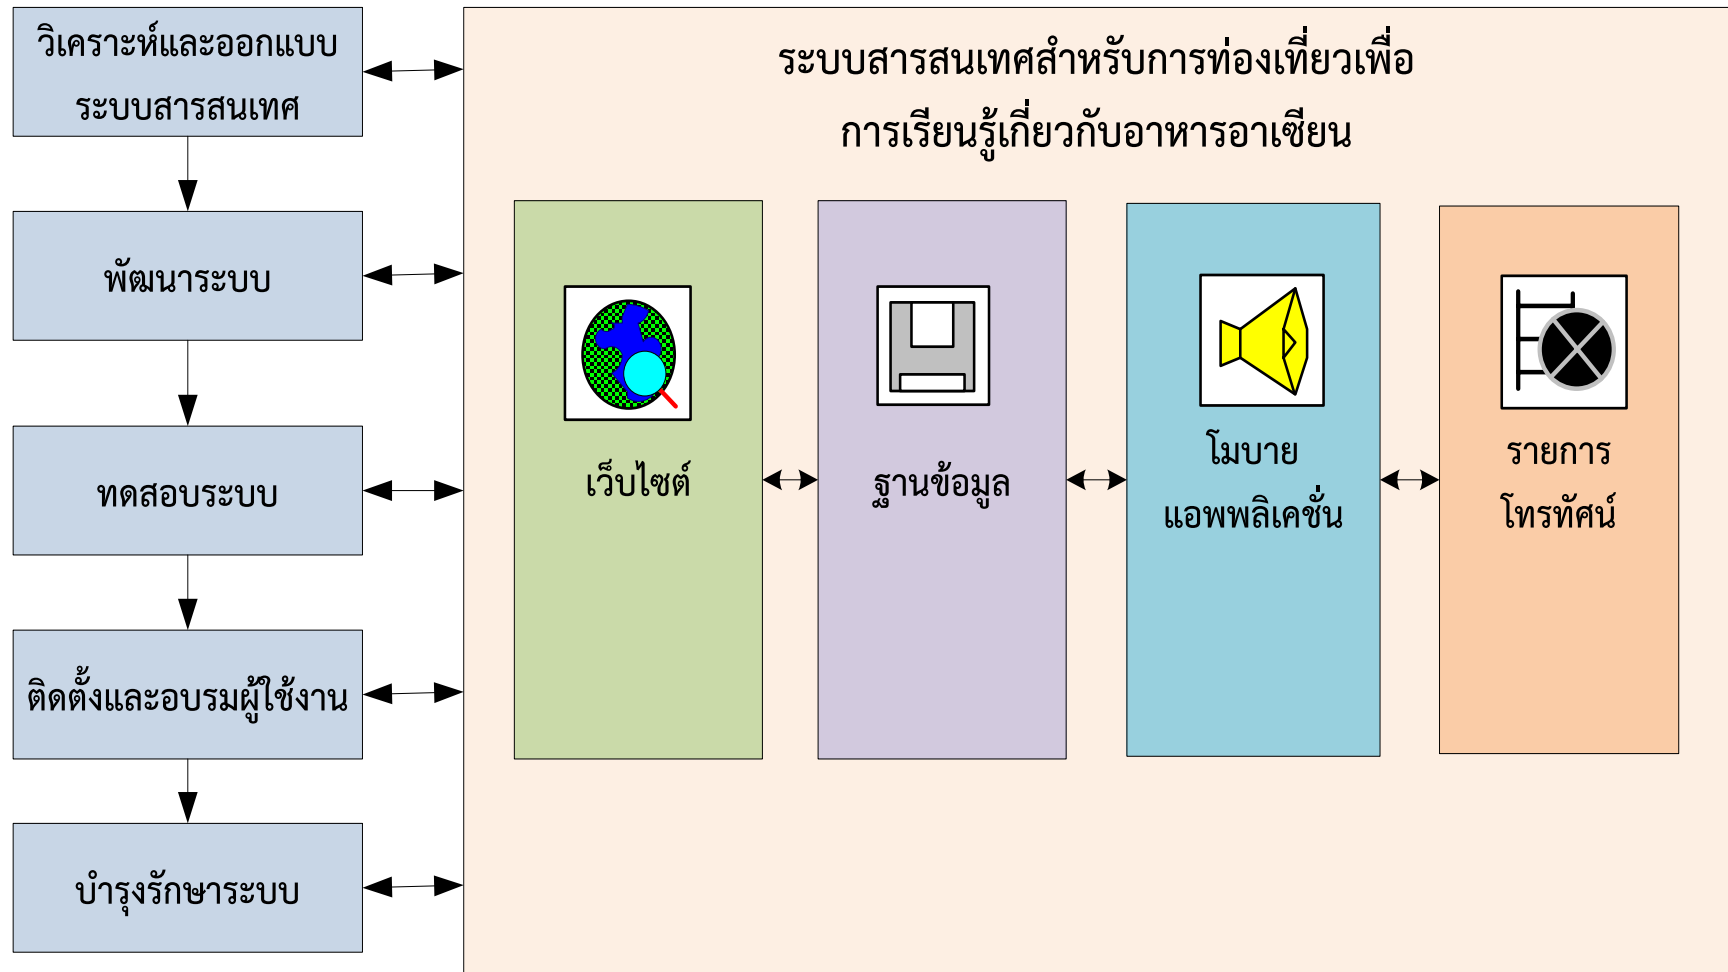 วิเคราะห์และออกแบบ
ระบบสารสนเทศ
พัฒนาระบบ
ทดสอบระบบ
ติดตั้งและอบรมผู้ใช้งาน
บำรุงรักษาระบบ
ระบบสารสนเทศสำหรับการท่องเที่ยวเพื่อ
การเรียนรู้เกี่ยวกับอาหารอาเซียน
เว็บไซต์
ฐานข้อมูล
โมบาย
แอพพลิเคชั่น
รายการ
โทรทัศน์